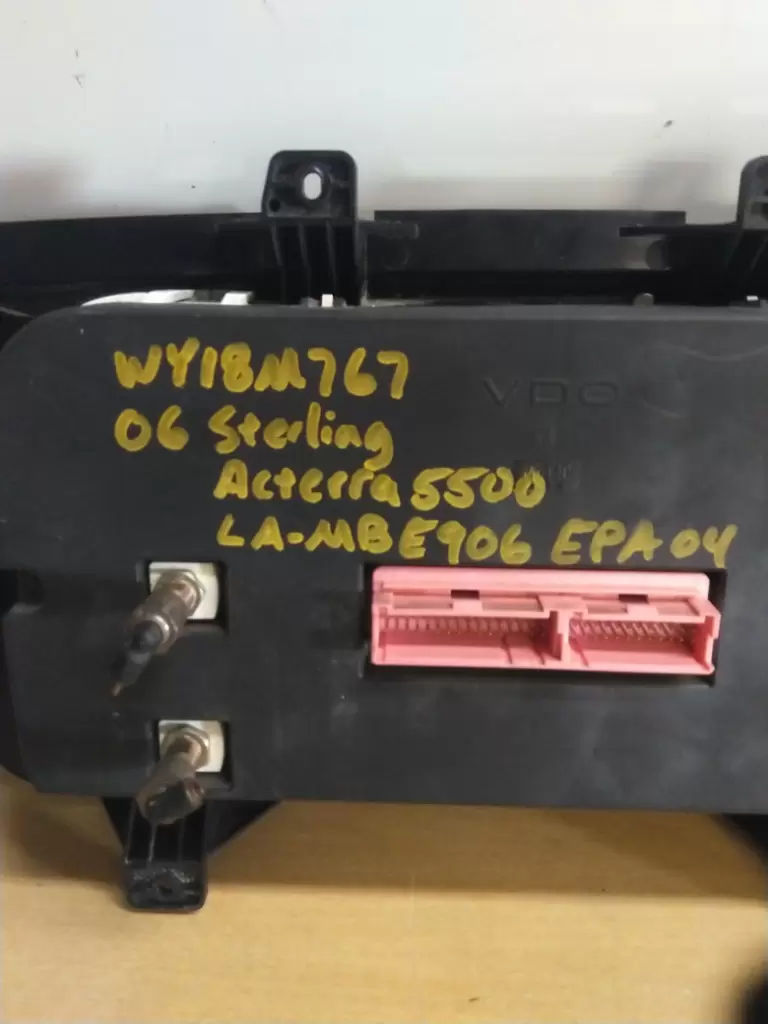 WY18M767
VDO
06 Sterling
Acterra 5500
LA-MBE906 EPA04